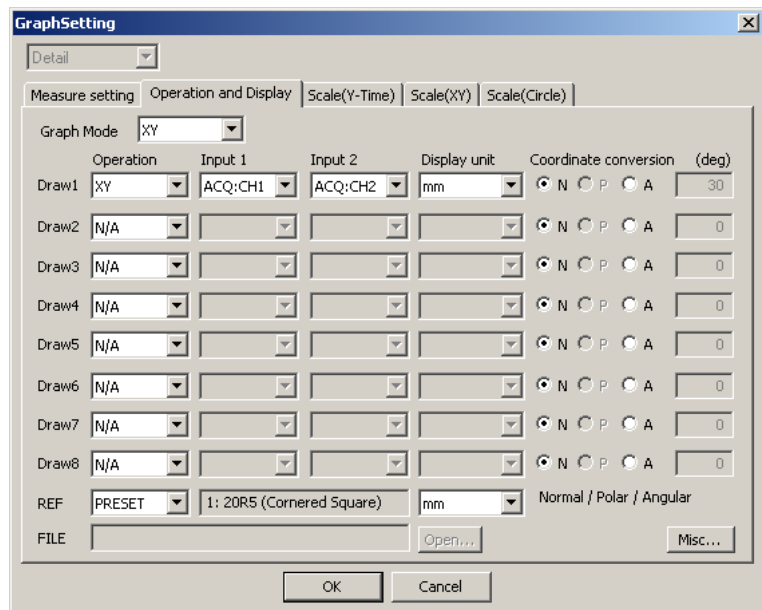 GraphSetting
Detail
Measure setting Operation and Display Scale(Y-Time) Scale(XY) Scale(Circle)
Graph Mode XY
Operation Input 1 Input 2 Display unit Coordinate conversion (deg)
Draw1 XY ACQ:CH1 ACQ:CH2 mm N P A 30
Draw2 N/A N P A 0
Draw3 N/A N P A 0
Draw4 N/A N P A 0
Draw5 N/A N P A 0
Draw6 N/A N P A 0
Draw7 N/A N P A 0
Draw8 N/A N P A 0
REF PRESET 1: 20R5 (Cornered Square) mm Normal / Polar / Angular
FILE Open... Misc...
OK Cancel